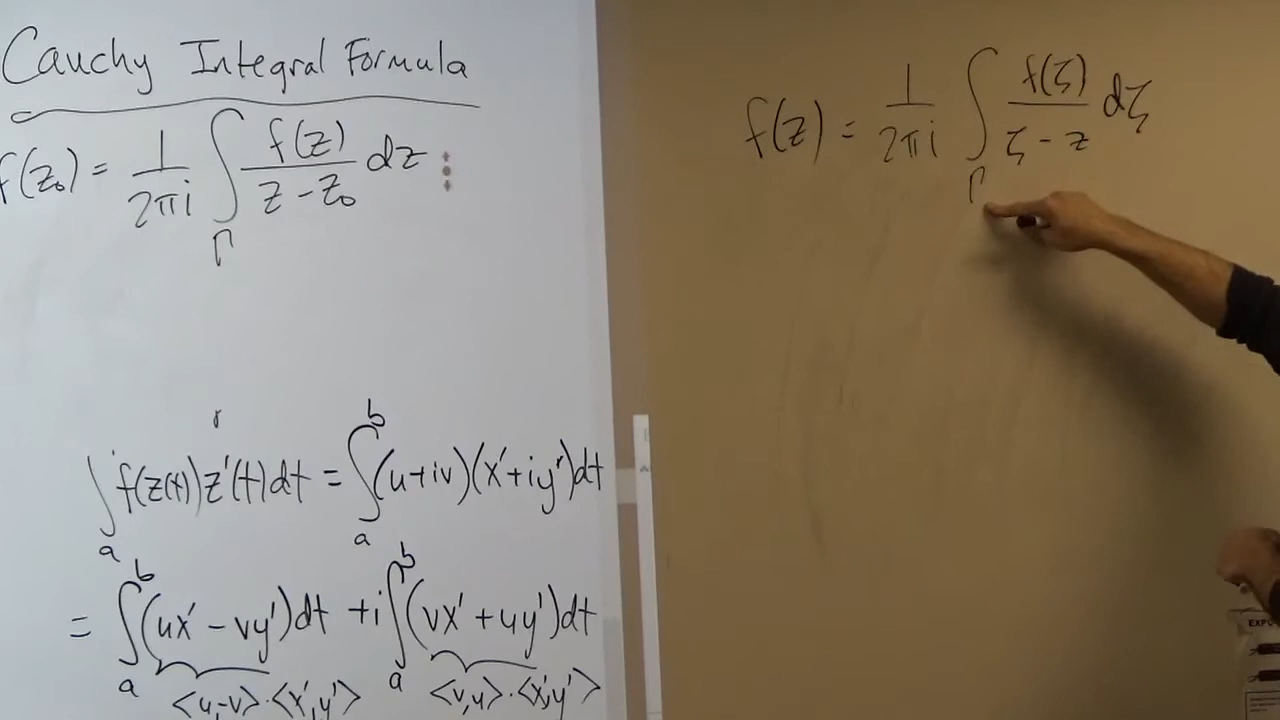 Cauchy Integral Formula
f(z₀) = 1/2πi ∫_Γ f(z)/z-z₀ dz
∫_a f(z(t))z'(t)dt = ∫_a^b (u+iv)(x'+iy')dt
= ∫_a^b (ux' - vy')dt + i ∫_a^b (vx' + uy')dt
<u,-v>·<x',y'> <v,u>·<x',y'>
f(z) = 1/2πi ∫_Γ f(ζ)/ζ-z dζ